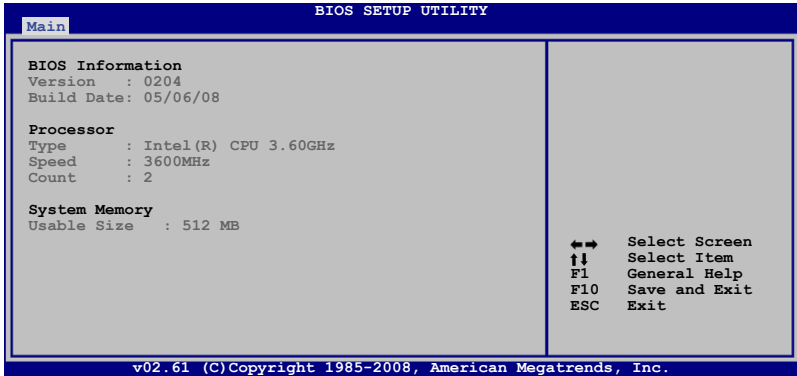 BIOS SETUP UTILITY
Main
BIOS Information
Version : 0204
Build Date: 05/06/08
Processor
Type : Intel(R) CPU 3.60GHz
Speed : 3600MHz
Count : 2
System Memory
Usable Size : 512 MB
←→ Select Screen
↑↓ Select Item
F1 General Help
F10 Save and Exit
ESC Exit
v02.61 (C)Copyright 1985-2008, American Megatrends, Inc.